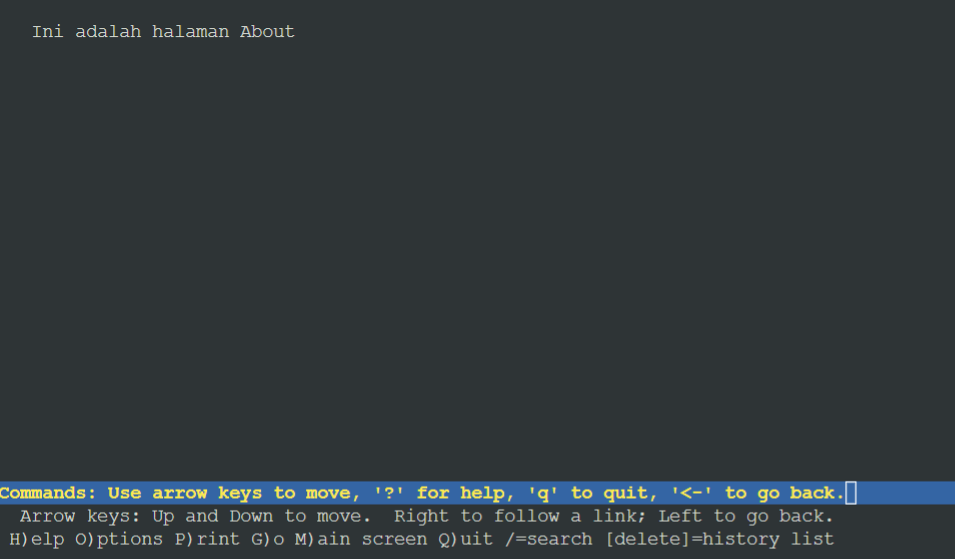 Ini adalah halaman About
Commands: Use arrow keys to move, '?' for help, 'q' to quit, '<-' to go back.
Arrow keys: Up and Down to move.  Right to follow a link; Left to go back.
H)elp O)ptions P)rint G)o M)ain screen Q)uit /=search [delete]=history list